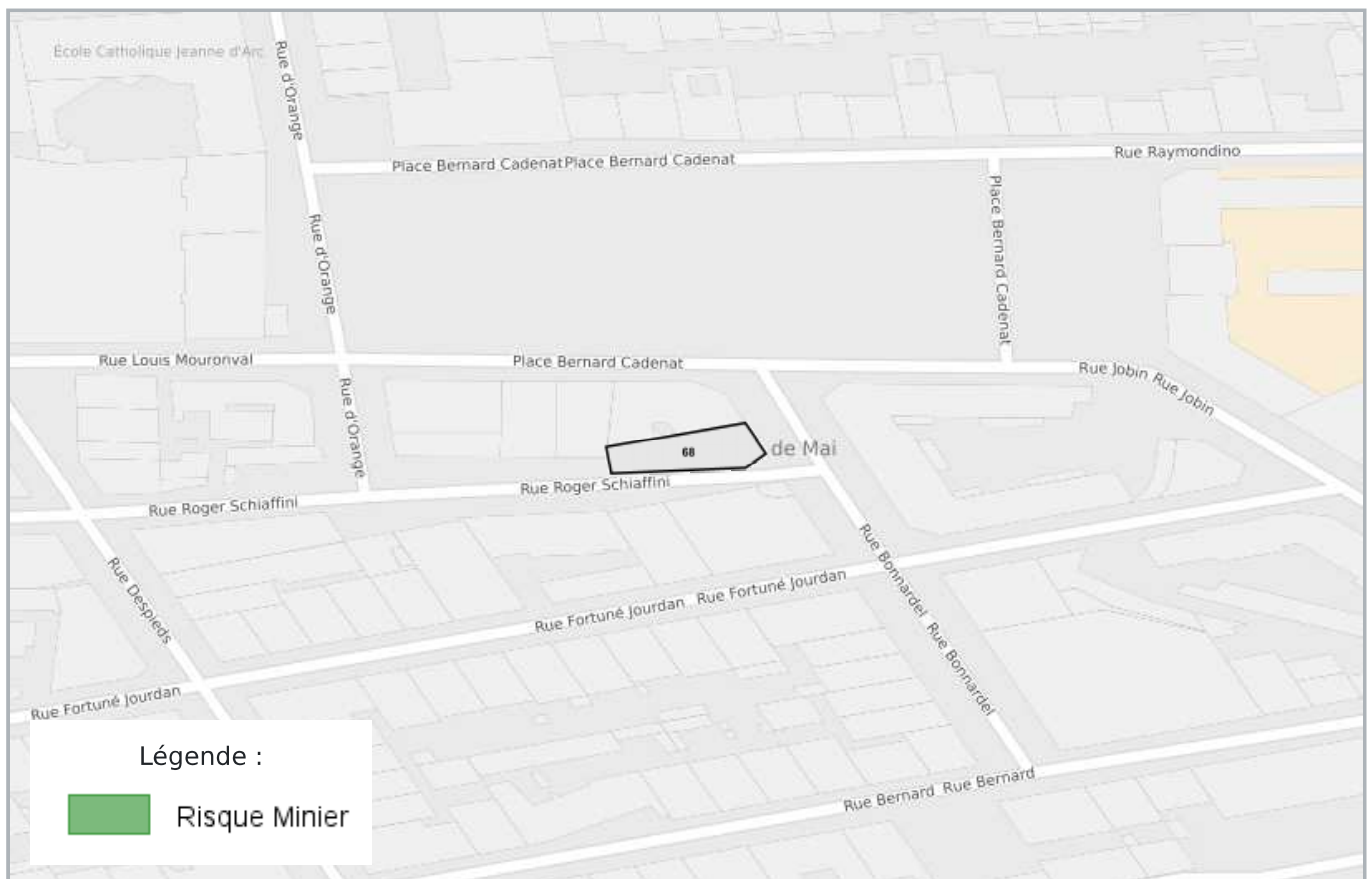 École Catholique Jeanne d'Arc
Rue d'Orange
Place Bernard Cadenat
Place Bernard Cadenat
Rue Raymondino
Rue d'Orange
Place Bernard Cadenat
Rue Louis Mouronval
Place Bernard Cadenat
Rue Jobin
Rue Jobin
Rue d'Orange
68
de Mai
Rue Roger Schiaffini
Rue Roger Schiaffini
Rue Bonnardel
Rue Despieds
Rue Fortuné Jourdan
Rue Fortuné Jourdan
Rue Bonnardel
Rue Fortuné Jourdan
Légende :
Risque Minier
Rue Bernard
Rue Bernard